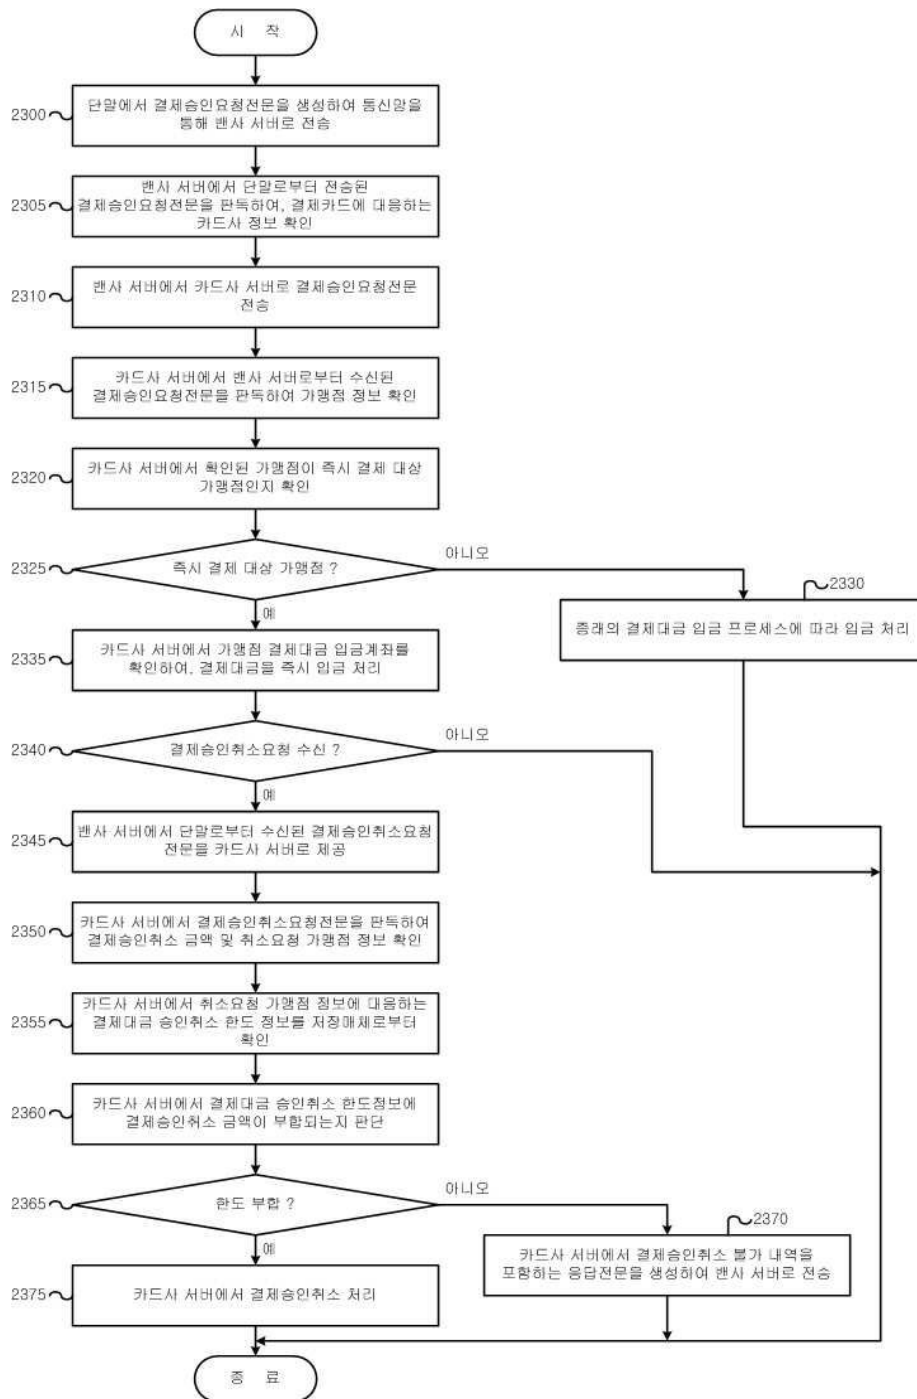 시 작
2300
단말에서 결제승인요청전문을 생성하여 통신망을
통해 밴사 서버로 전송
2305
밴사 서버에서 단말로부터 전송된
결제승인요청전문을 판독하여, 결제카드에 대응하는
카드사 정보 확인
2310
밴사 서버에서 카드사 서버로 결제승인요청전문
전송
2315
카드사 서버에서 밴사 서버로부터 수신된
결제승인요청전문을 판독하여 가맹점 정보 확인
2320
카드사 서버에서 확인된 가맹점이 즉시 결제 대상
가맹점인지 확인
2325
즉시 결제 대상 가맹점 ?
아니오
예
2330
종래의 결제대금 입금 프로세스에 따라 입금 처리
2335
카드사 서버에서 가맹점 결제대금 입금계좌를
확인하여, 결제대금을 즉시 입금 처리
2340
결제승인취소요청 수신 ?
아니오
예
2345
밴사 서버에서 단말로부터 수신된 결제승인취소요청
전문을 카드사 서버로 제공
2350
카드사 서버에서 결제승인취소요청전문을 판독하여
결제승인취소 금액 및 취소요청 가맹점 정보 확인
2355
카드사 서버에서 취소요청 가맹점 정보에 대응하는
결제대금 승인취소 한도 정보를 저장매체로부터
확인
2360
카드사 서버에서 결제대금 승인취소 한도정보에
결제승인취소 금액이 부합되는지 판단
2365
한도 부합 ?
아니오
예
2370
카드사 서버에서 결제승인취소 불가 내역을
포함하는 응답전문을 생성하여 밴사 서버로 전송
2375
카드사 서버에서 결제승인취소 처리
종 료